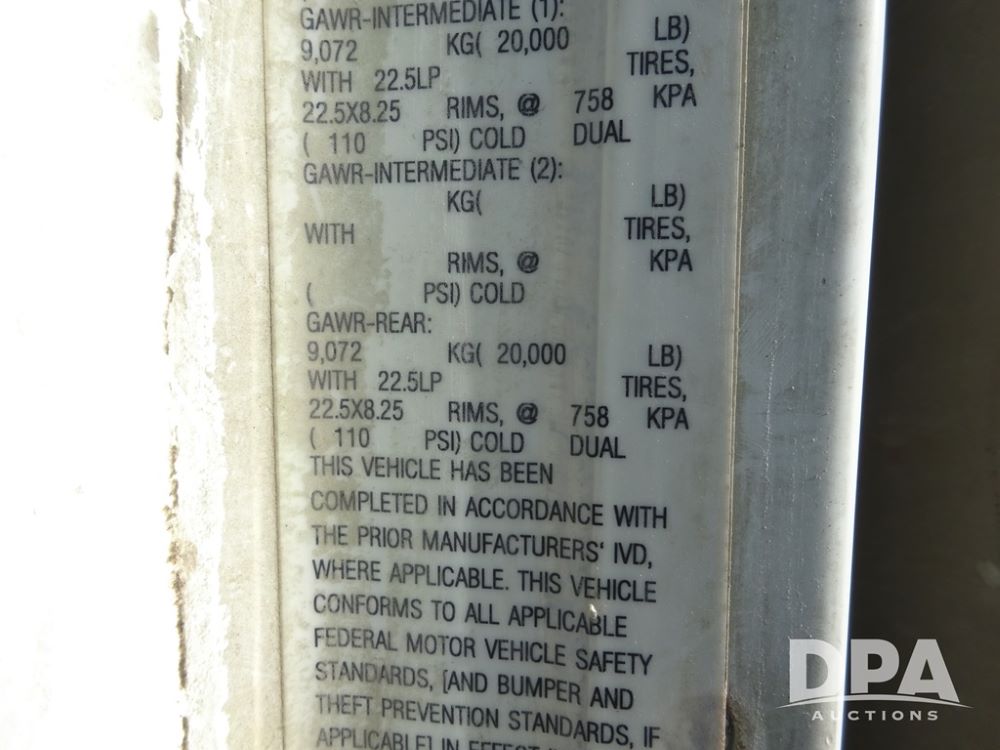 GAWR-INTERMEDIATE (1):
9,072 KG( 20,000 LB)
WITH 22.5LP TIRES,
22.5X8.25 RIMS, @ 758 KPA
( 110 PSI) COLD DUAL
GAWR-INTERMEDIATE (2):
KG( LB)
WITH TIRES,
RIMS, @ KPA
( PSI) COLD
GAWR-REAR:
9,072 KG( 20,000 LB)
WITH 22.5LP TIRES,
22.5X8.25 RIMS, @ 758 KPA
( 110 PSI) COLD DUAL
THIS VEHICLE HAS BEEN
COMPLETED IN ACCORDANCE WITH
THE PRIOR MANUFACTURERS' IVD,
WHERE APPLICABLE. THIS VEHICLE
CONFORMS TO ALL APPLICABLE
FEDERAL MOTOR VEHICLE SAFETY
STANDARDS, [AND BUMPER AND
THEFT PREVENTION STANDARDS, IF
APPLICABLE] IN EFFECT
DPA
AUCTIONS